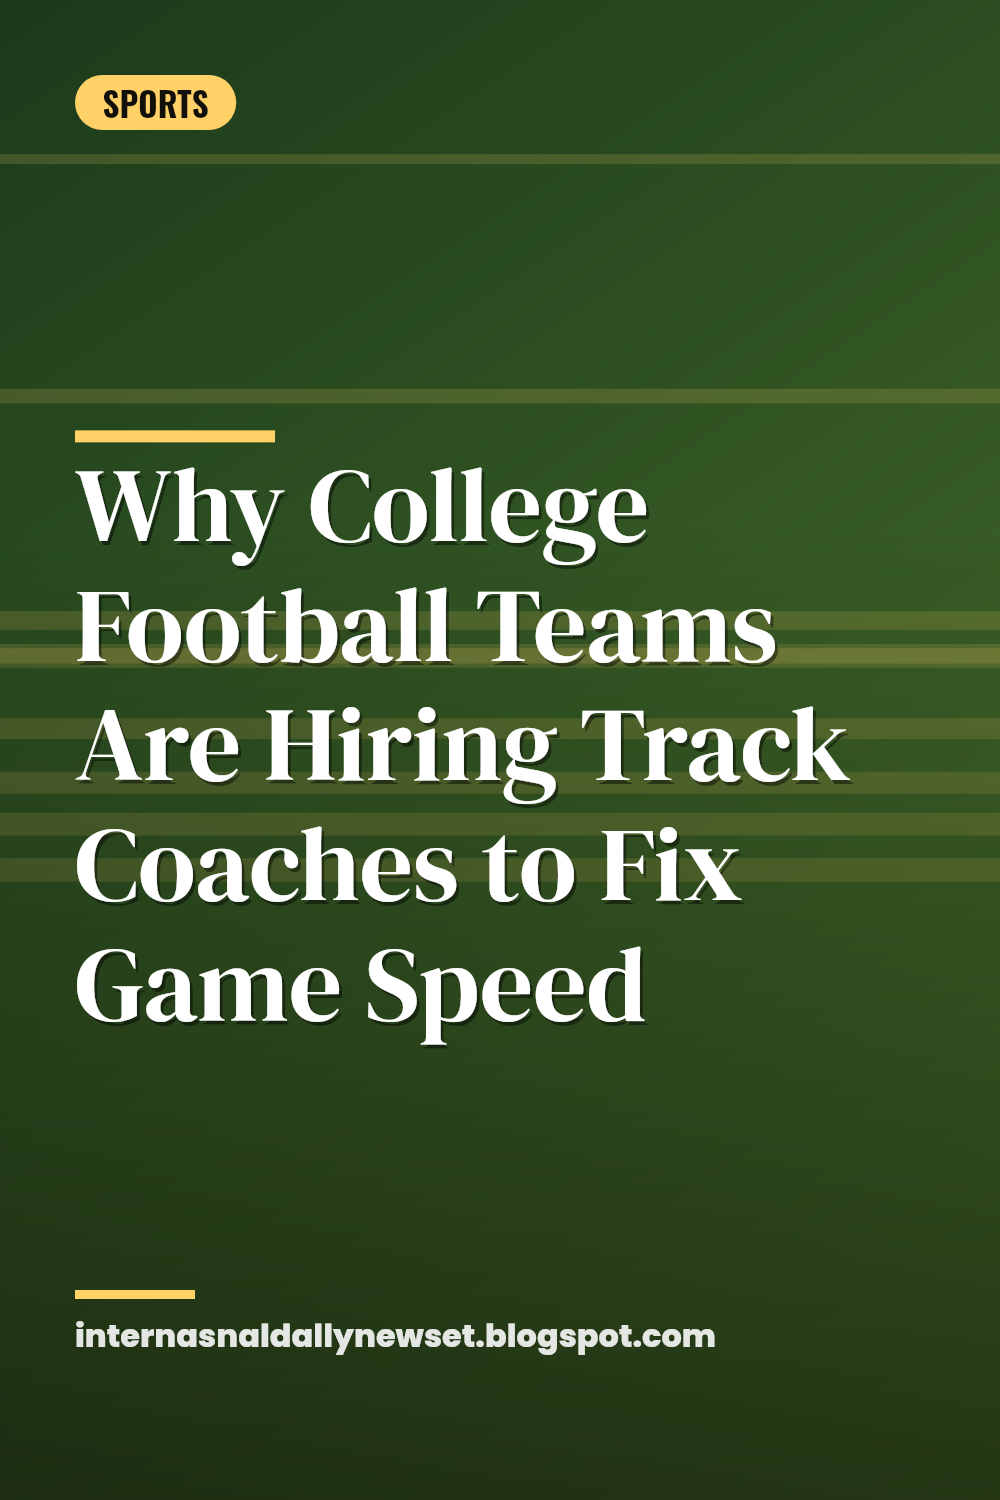 SPORTS
Why College
Football Teams
Are Hiring Track
Coaches to Fix
Game Speed
internasnaldallynewset.blogspot.com